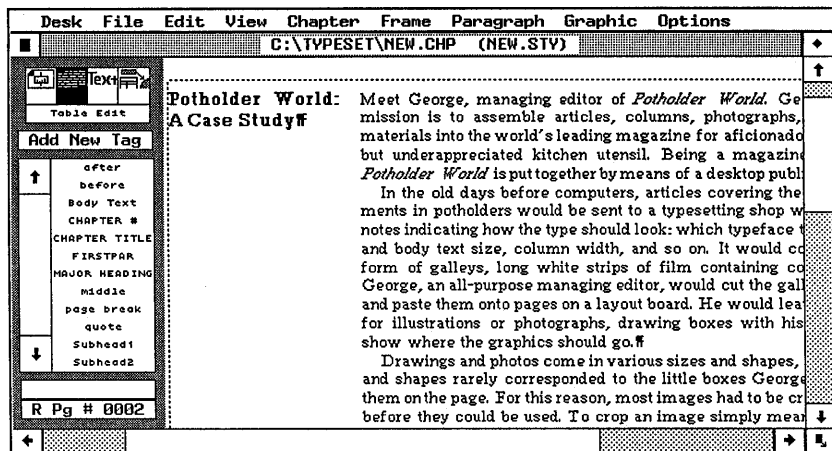 Desk File Edit View Chapter Frame Paragraph Graphic Options
C:\TYPESET\NEW.CHP (NEW.STY)
Text
Table Edit
Add New Tag
after
before
Body Text
CHAPTER #
CHAPTER TITLE
FIRSTPAR
MAJOR HEADING
middle
page break
quote
Subhead1
Subhead2
R Pg # 0002
Potholder World:
A Case Study¶
Meet George, managing editor of Potholder World. Ge
mission is to assemble articles, columns, photographs,
materials into the world's leading magazine for aficionado
but underappreciated kitchen utensil. Being a magazin
Potholder World is put together by means of a desktop publ
In the old days before computers, articles covering the
ments in potholders would be sent to a typesetting shop w
notes indicating how the type should look: which typeface t
and body text size, column width, and so on. It would co
form of galleys, long white strips of film containing co
George, an all-purpose managing editor, would cut the gall
and paste them onto pages on a layout board. He would lea
for illustrations or photographs, drawing boxes with his
show where the graphics should go.¶
Drawings and photos come in various sizes and shapes,
and shapes rarely corresponded to the little boxes George
them on the page. For this reason, most images had to be cr
before they could be used. To crop an image simply mean